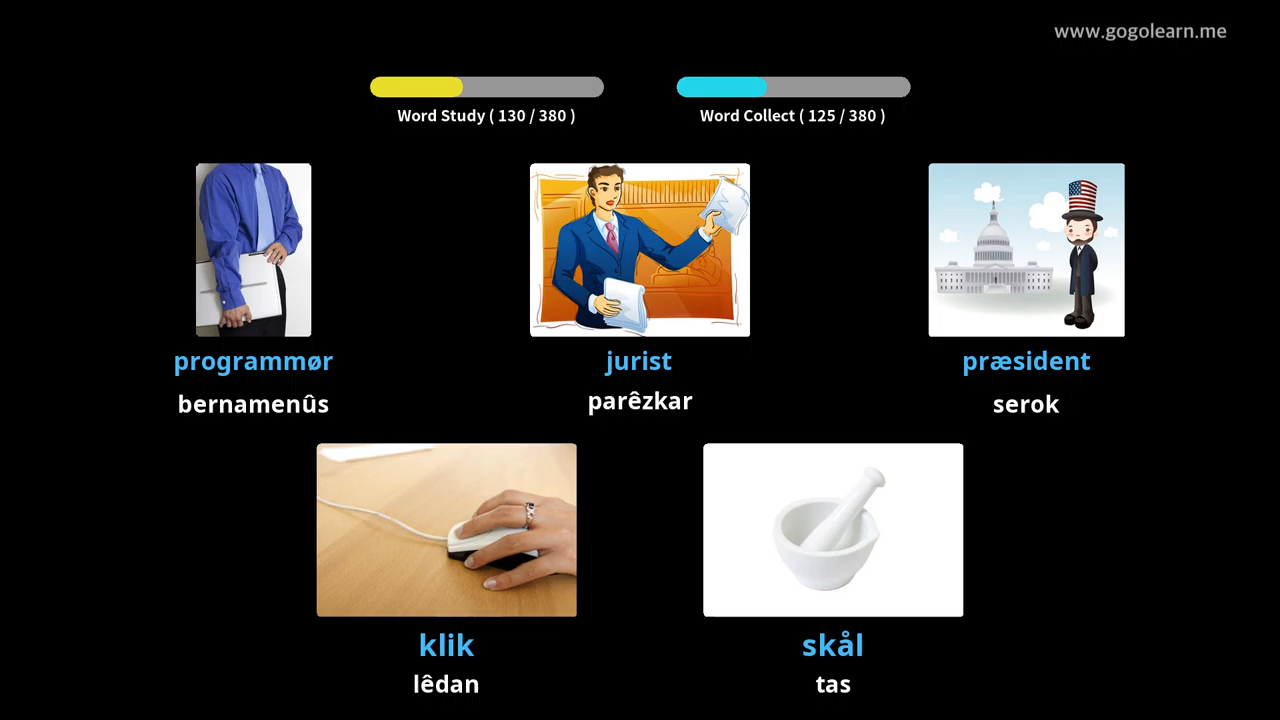 www.gogolearn.me
Word Study ( 130 / 380 )
Word Collect ( 125 / 380 )
programmør
jurist
præsident
bernamenûs
parêzkar
serok
klik
skål
lêdan
tas